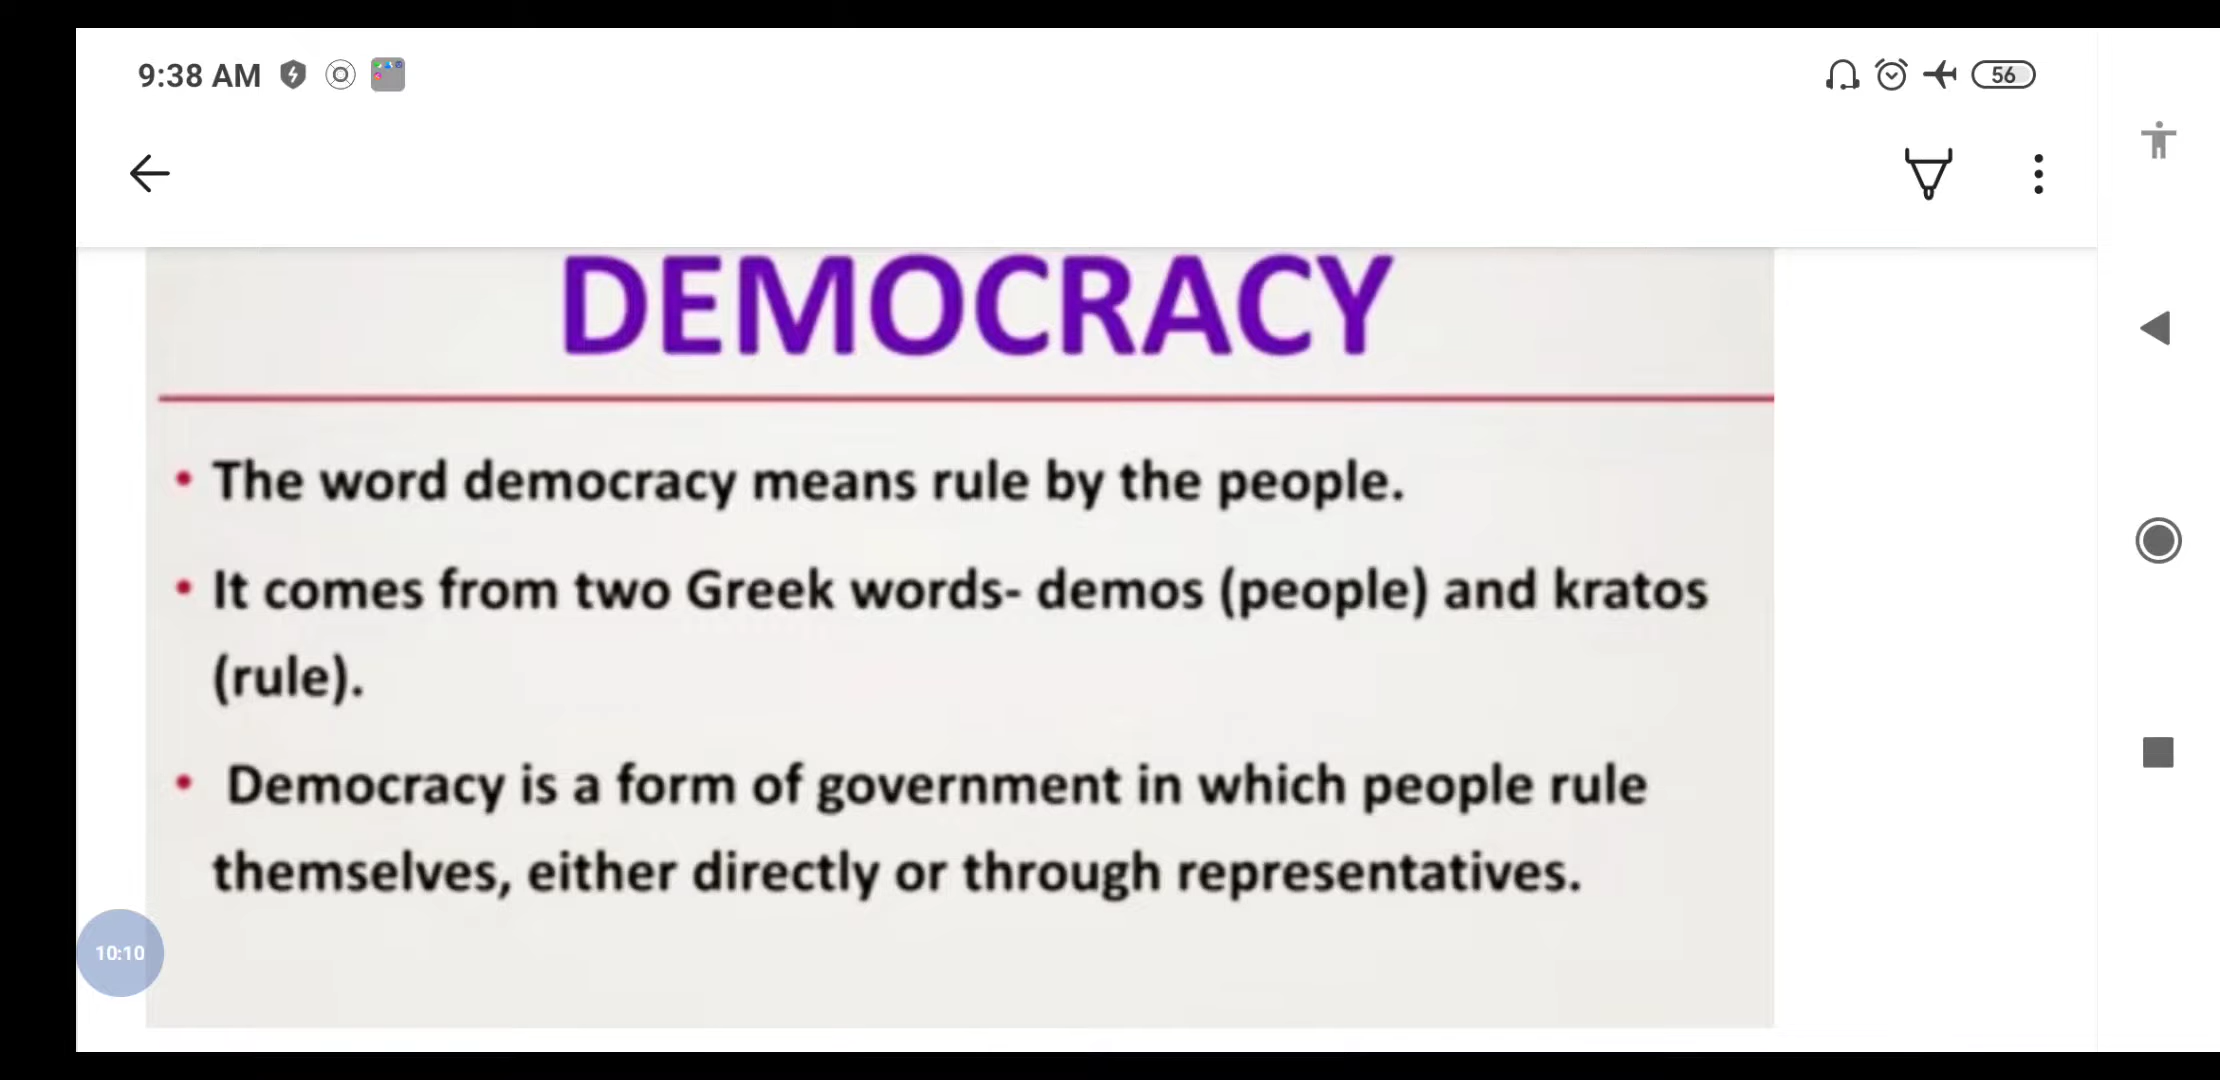 9:38 AM
56
DEMOCRACY
• The word democracy means rule by the people.
• It comes from two Greek words- demos (people) and kratos
(rule).
• Democracy is a form of government in which people rule
themselves, either directly or through representatives.
10:10